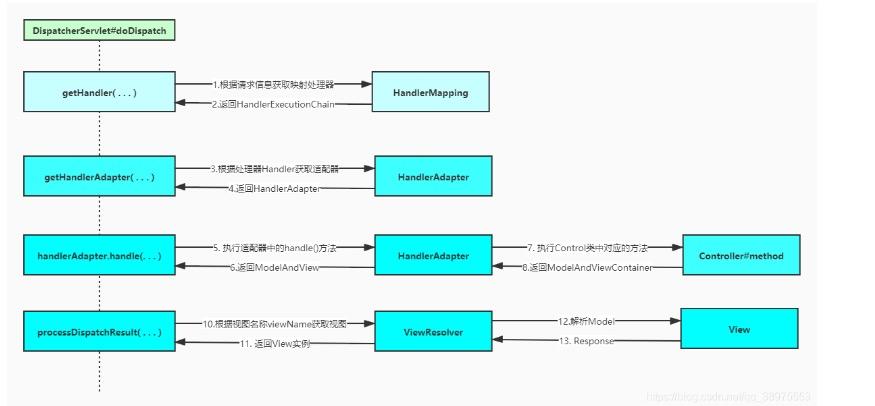 DispatcherServlet#doDispatch
getHandler(...)
1.根据请求信息获取映射处理器
2.返回HandlerExecutionChain
HandlerMapping
getHandlerAdapter(...)
3.根据处理器Handler获取适配器
4.返回HandlerAdapter
HandlerAdapter
handlerAdapter.handle(...)
5. 执行适配器中的handle()方法
6.返回ModelAndView
HandlerAdapter
7. 执行Control类中对应的方法
8.返回ModelAndViewContainer
Controller#method
processDispatchResult(...)
10.根据视图名称viewName获取视图
11. 返回View实例
ViewResolver
12.解析Model
13. Response
View
https://blog.csdn.net/qq_38975553